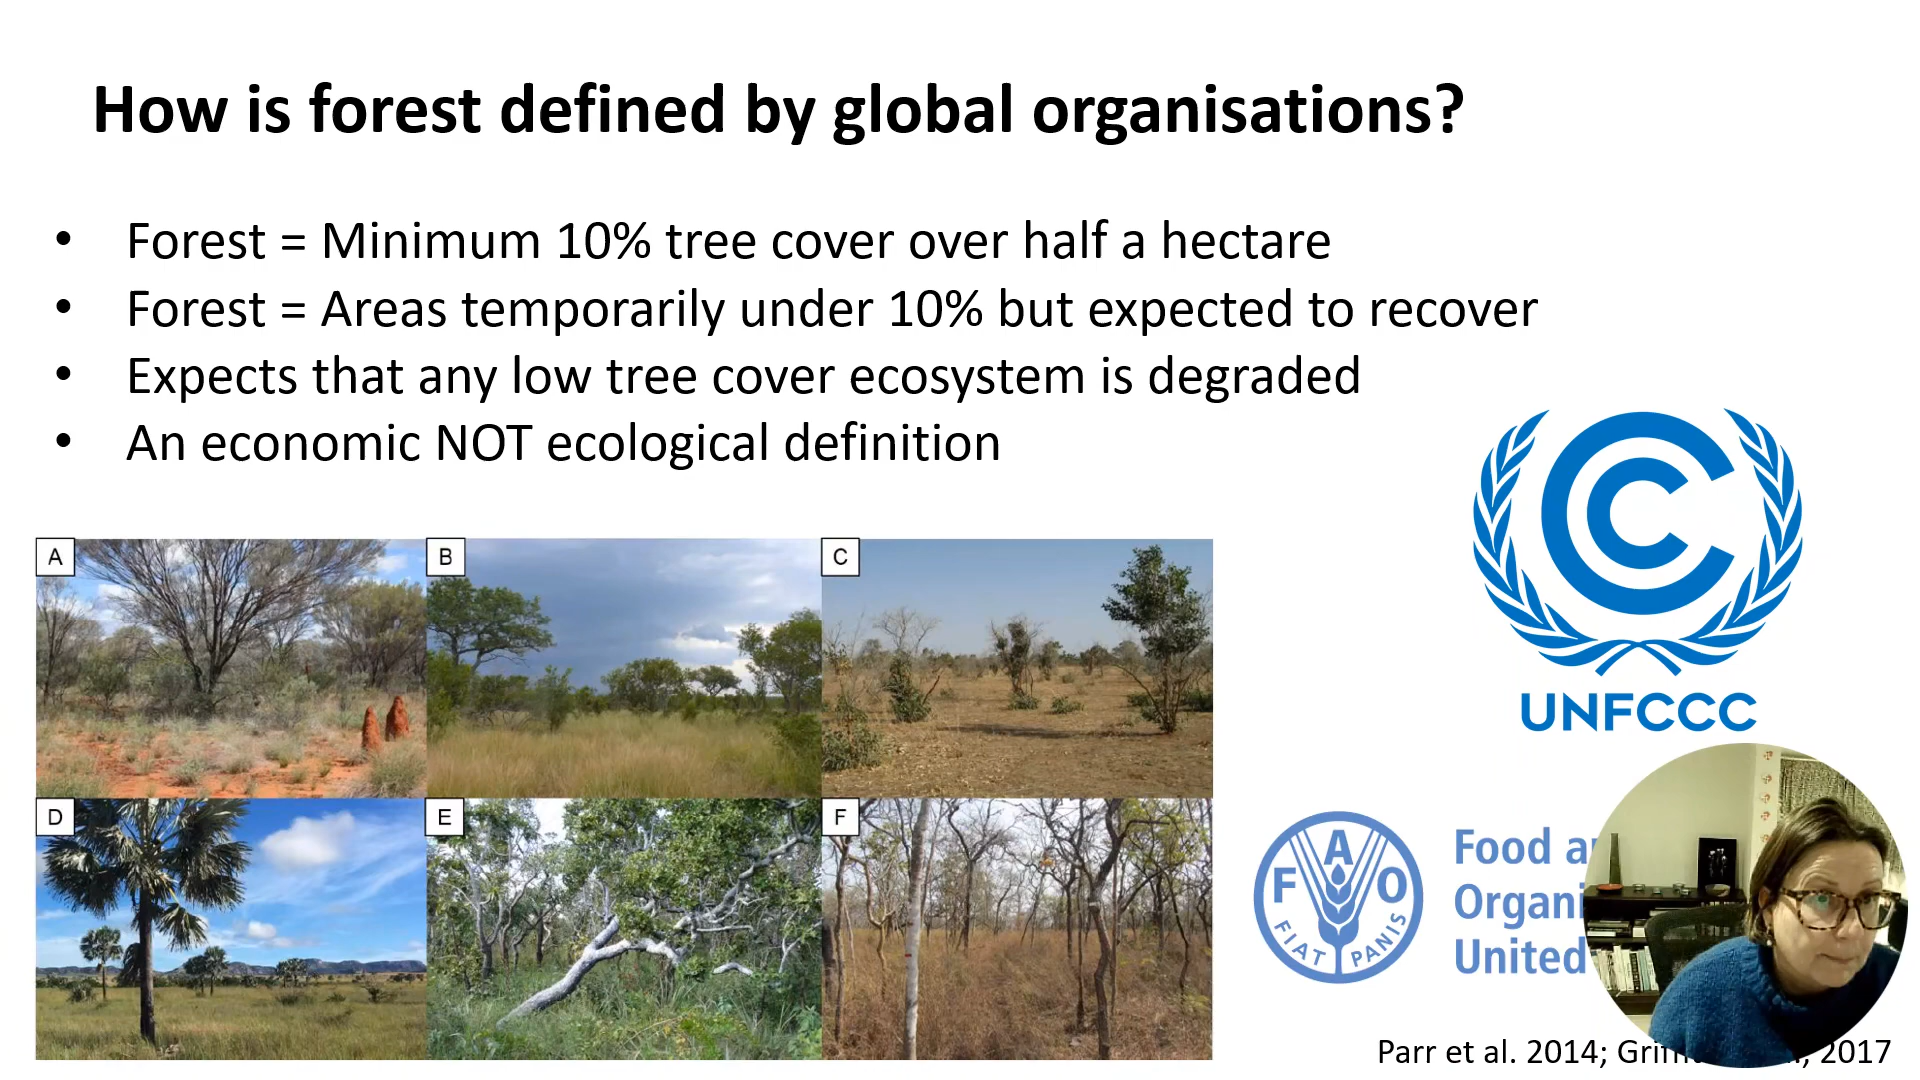 How is forest defined by global organisations?
• Forest = Minimum 10% tree cover over half a hectare
• Forest = Areas temporarily under 10% but expected to recover
• Expects that any low tree cover ecosystem is degraded
• An economic NOT ecological definition
A B C
D E F
UNFCCC
F A O
FIAT PANIS
Food
United
Parr et al. 2014; 2017